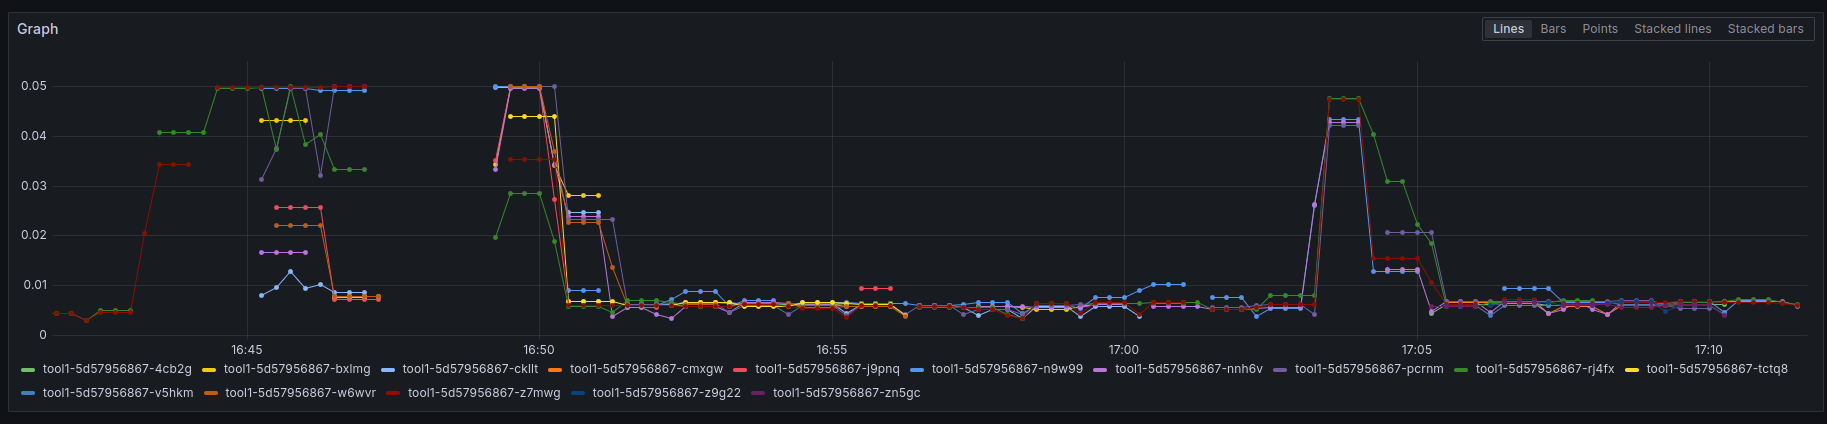 Graph
Lines Bars Points Stacked lines Stacked bars
0.05
0.04
0.03
0.02
0.01
0
16:45 16:50 16:55 17:00 17:05 17:10
tool1-5d57956867-4cb2g tool1-5d57956867-bxlmg tool1-5d57956867-ckllt tool1-5d57956867-cmxgw tool1-5d57956867-j9pnq tool1-5d57956867-n9w99 tool1-5d57956867-nnh6v tool1-5d57956867-pcrnm tool1-5d57956867-rj4fx tool1-5d57956867-tctq8
tool1-5d57956867-v5hkm tool1-5d57956867-w6wvr tool1-5d57956867-z7mwg tool1-5d57956867-z9g22 tool1-5d57956867-zn5gc